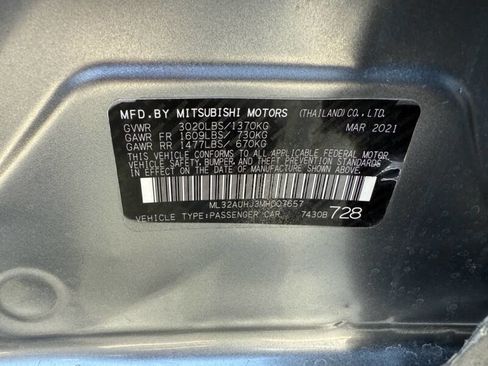 MFD.BY MITSUBISHI MOTORS (THAILAND)CO.,LTD.
GVWR 3020LBS/1370KG MAR 2021
GAWR FR 1609LBS/ 730KG
GAWR RR 1477LBS/ 670KG
THIS VEHICLE CONFORMS TO ALL APPLICABLE FEDERAL MOTOR
VEHICLE SAFETY, BUMPER, AND THEFT PREVENTION STANDARDS
IN EFFECT ON THE DATE OF MANUFACTURE SHOWN ABOVE.
ML32AUHJ3MH007657
VEHICLE TYPE:PASSENGER CAR 7430B 728